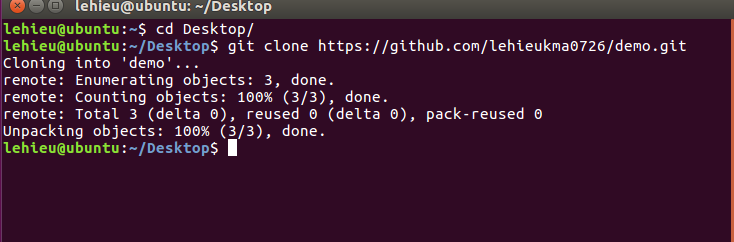 lehieu@ubuntu: ~/Desktop
lehieu@ubuntu:~$ cd Desktop/
lehieu@ubuntu:~/Desktop$ git clone https://github.com/lehieukma0726/demo.git
Cloning into 'demo'...
remote: Enumerating objects: 3, done.
remote: Counting objects: 100% (3/3), done.
remote: Total 3 (delta 0), reused 0 (delta 0), pack-reused 0
Unpacking objects: 100% (3/3), done.
lehieu@ubuntu:~/Desktop$